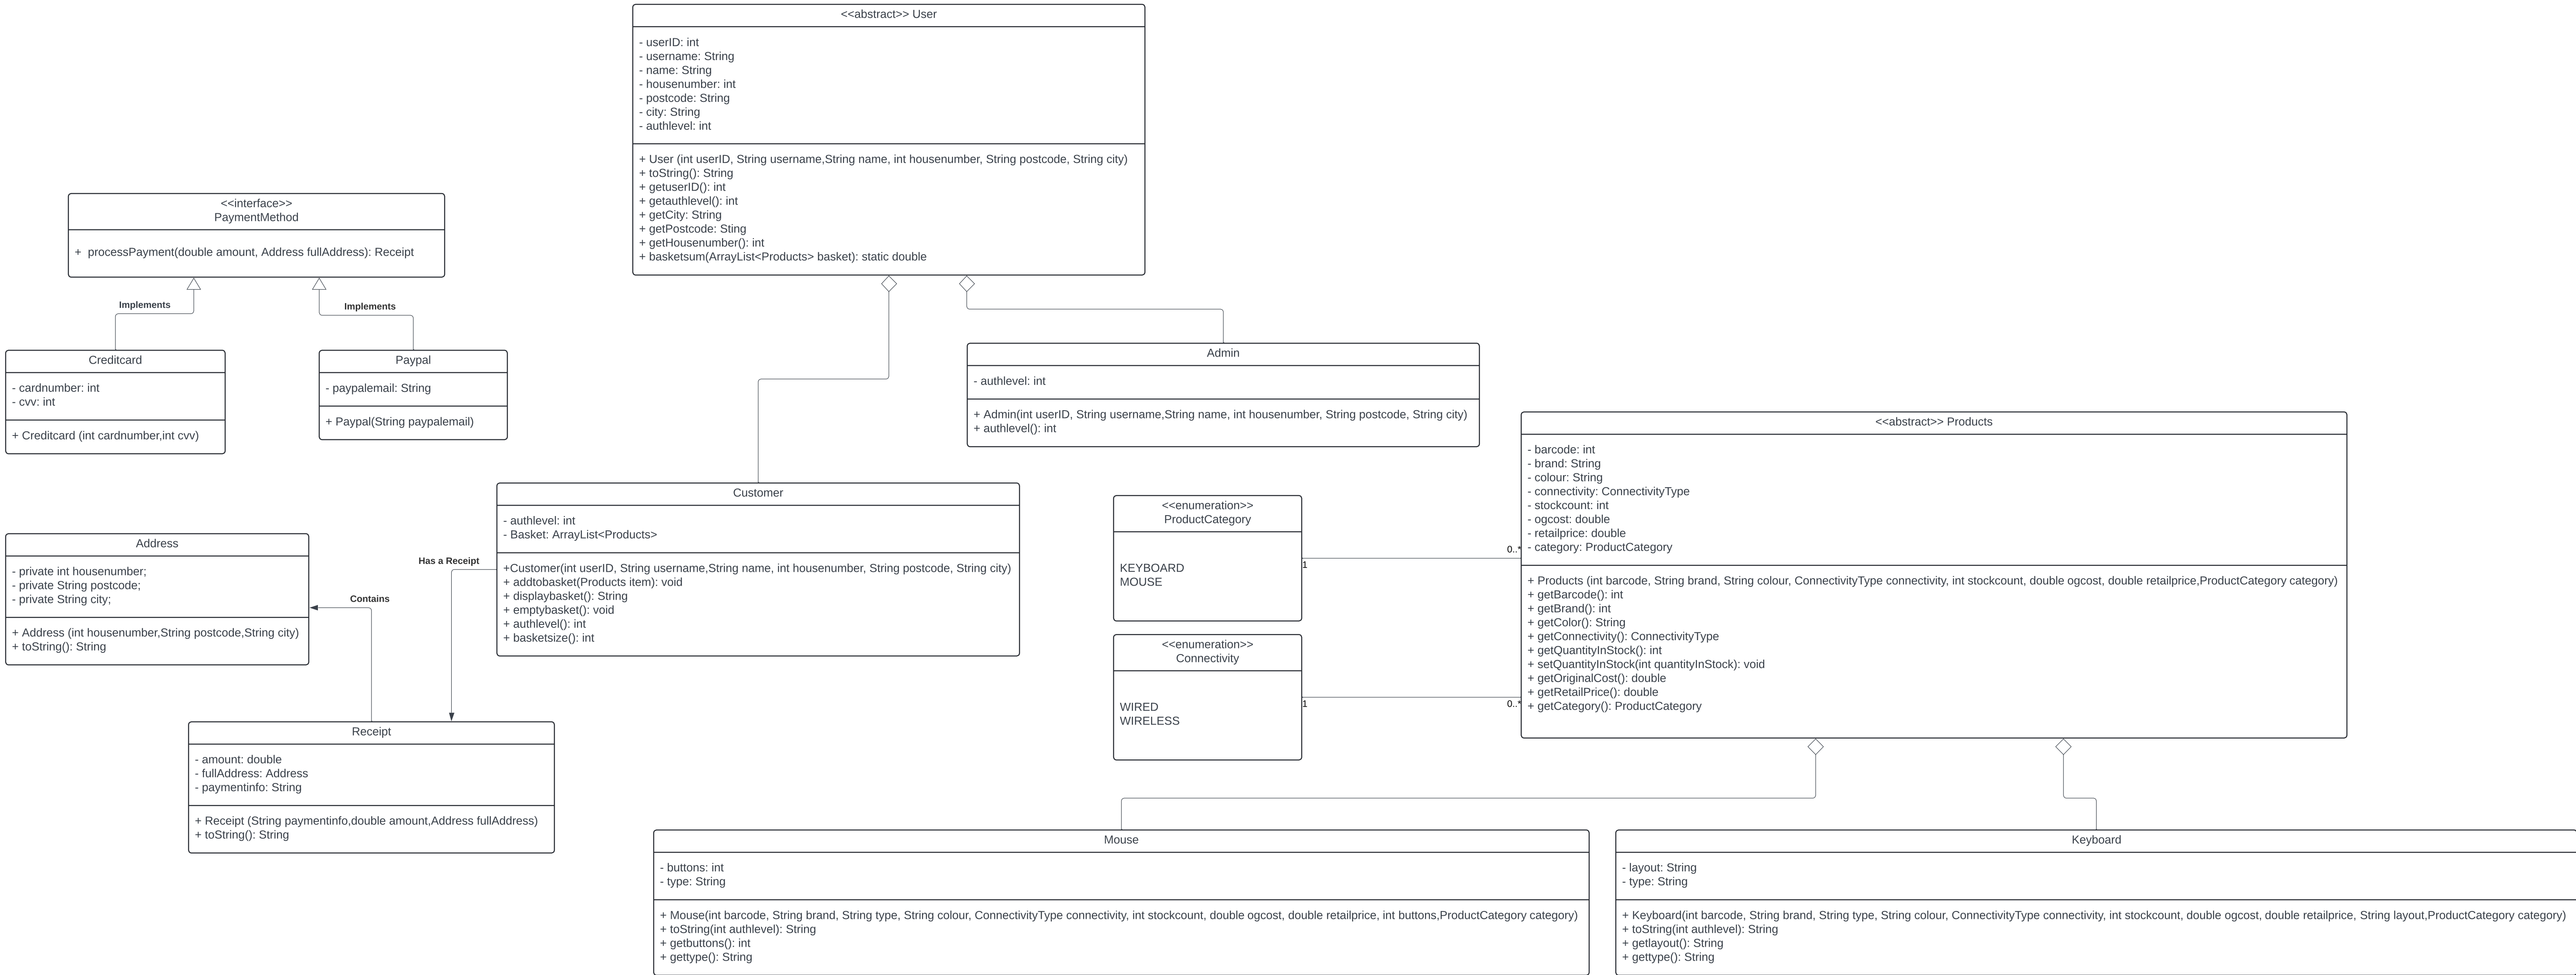 <<abstract>> User
- userID: int
- username: String
- name: String
- housenumber: int
- postcode: String
- city: String
- authlevel: int
+ User (int userID, String username,String name, int housenumber, String postcode, String city)
+ toString(): String
+ getuserID(): int
+ getauthlevel(): int
+ getCity: String
+ getPostcode: Sting
+ getHousenumber(): int
+ basketsum(ArrayList<Products> basket): static double
<<interface>>
PaymentMethod
+ processPayment(double amount, Address fullAddress): Receipt
Implements
Implements
Creditcard
- cardnumber: int
- cvv: int
+ Creditcard (int cardnumber,int cvv)
Paypal
- paypalemail: String
+ Paypal(String paypalemail)
Admin
- authlevel: int
+ Admin(int userID, String username,String name, int housenumber, String postcode, String city)
+ authlevel(): int
Customer
- authlevel: int
- Basket: ArrayList<Products>
+Customer(int userID, String username,String name, int housenumber, String postcode, String city)
+ addtobasket(Products item): void
+ displaybasket(): String
+ emptybasket(): void
+ authlevel(): int
+ basketsize(): int
Has a Receipt
Contains
Address
- private int housenumber;
- private String postcode;
- private String city;
+ Address (int housenumber,String postcode,String city)
+ toString(): String
Receipt
- amount: double
- fullAddress: Address
- paymentinfo: String
+ Receipt (String paymentinfo,double amount,Address fullAddress)
+ toString(): String
<<enumeration>>
ProductCategory
KEYBOARD
MOUSE
1
0..*
<<enumeration>>
Connectivity
WIRED
WIRELESS
1
0..*
<<abstract>> Products
- barcode: int
- brand: String
- colour: String
- connectivity: ConnectivityType
- stockcount: int
- ogcost: double
- retailprice: double
- category: ProductCategory
+ Products (int barcode, String brand, String colour, ConnectivityType connectivity, int stockcount, double ogcost, double retailprice,ProductCategory category)
+ getBarcode(): int
+ getBrand(): int
+ getColor(): String
+ getConnectivity(): ConnectivityType
+ getQuantityInStock(): int
+ setQuantityInStock(int quantityInStock): void
+ getOriginalCost(): double
+ getRetailPrice(): double
+ getCategory(): ProductCategory
Mouse
- buttons: int
- type: String
+ Mouse(int barcode, String brand, String type, String colour, ConnectivityType connectivity, int stockcount, double ogcost, double retailprice, int buttons,ProductCategory category)
+ toString(int authlevel): String
+ getbuttons(): int
+ gettype(): String
Keyboard
- layout: String
- type: String
+ Keyboard(int barcode, String brand, String type, String colour, ConnectivityType connectivity, int stockcount, double ogcost, double retailprice, String layout,ProductCategory category)
+ toString(int authlevel): String
+ getlayout(): String
+ gettype(): String